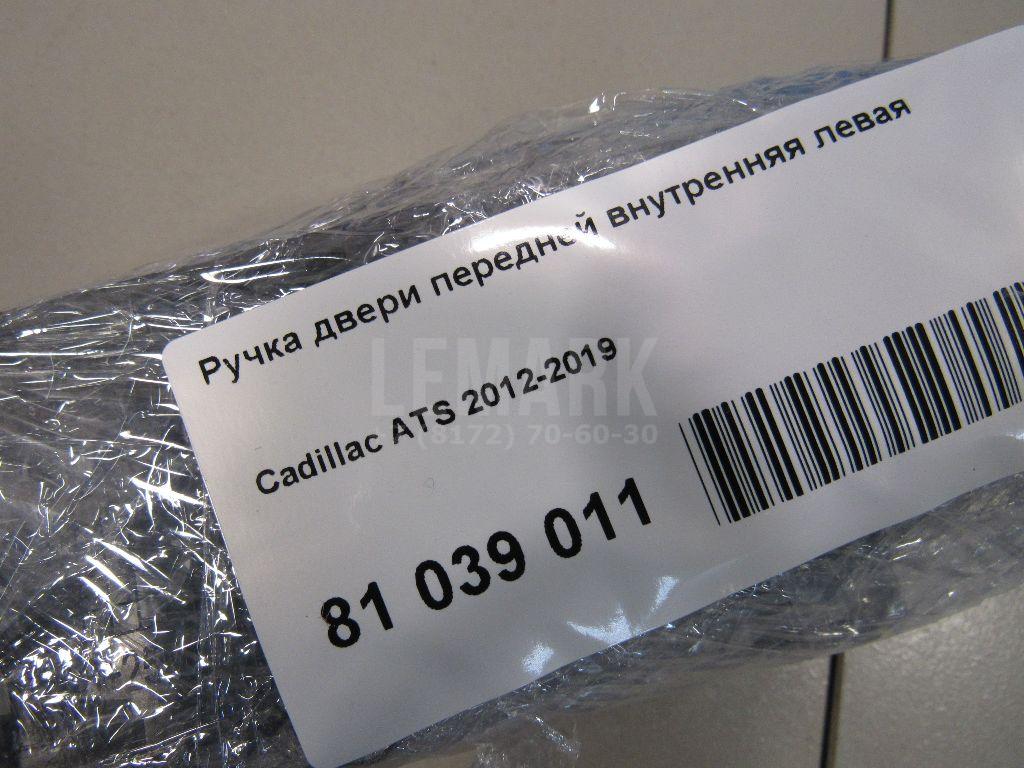 Ручка двери передней внутренняя левая
Cadillac ATS 2012-2019
LEMARK
(8172) 70-60-30
81 039 011